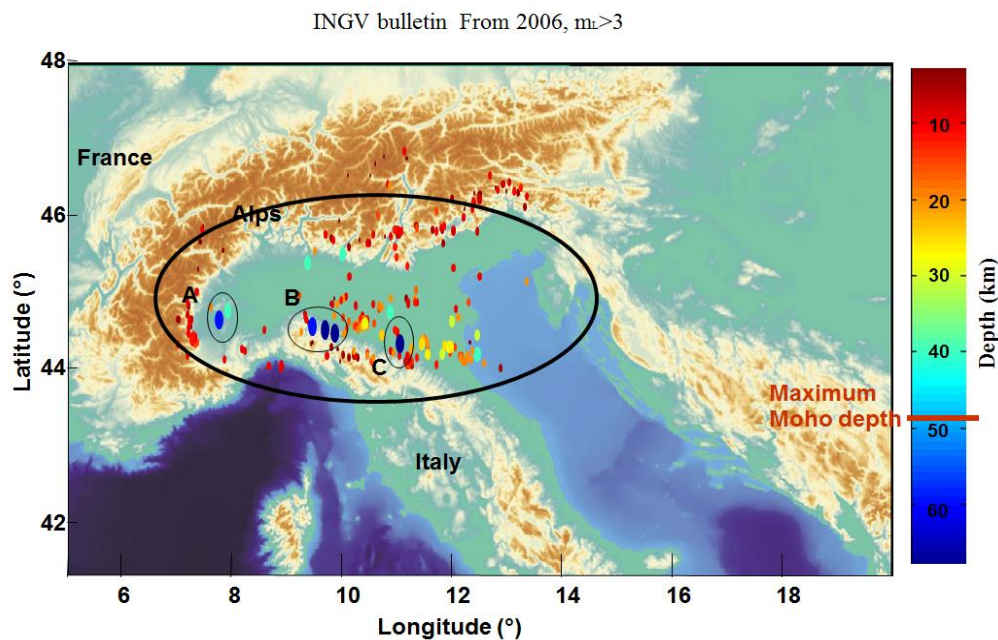 INGV bulletin From 2006, mL>3
48
France
46
Alps
A
B
C
44
Italy
42
Latitude (°)
6
8
10
12
14
16
18
20
Longitude (°)
10
20
30
40
50
60
Depth (km)
Maximum
Moho depth